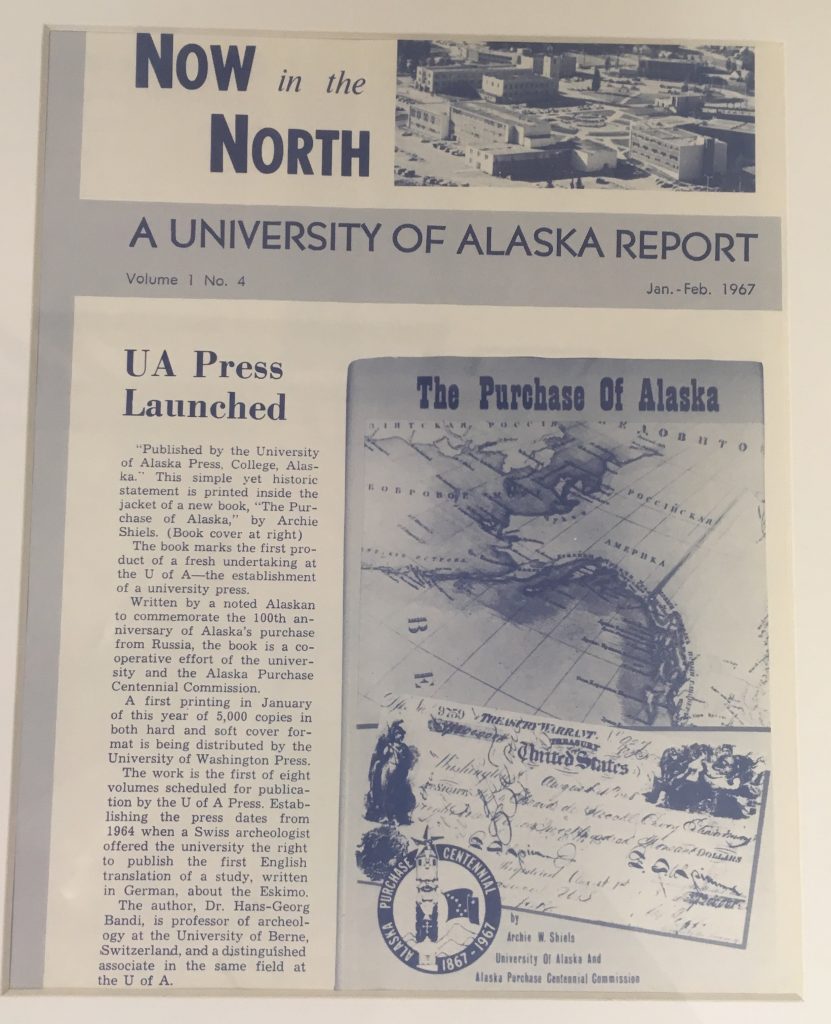 NOW in the
NORTH
A UNIVERSITY OF ALASKA REPORT
Volume 1 No. 4
Jan.-Feb. 1967
UA Press
Launched
"Published by the University
of Alaska Press, College, Alas-
ka." This simple yet historic
statement is printed inside the
jacket of a new book, "The Pur-
chase of Alaska," by Archie
Shiels. (Book cover at right)
The book marks the first pro-
duct of a fresh undertaking at
the U of A—the establishment
of a university press.
Written by a noted Alaskan
to commemorate the 100th an-
niversary of Alaska's purchase
from Russia, the book is a co-
operative effort of the univer-
sity and the Alaska Purchase
Centennial Commission.
A first printing in January
of this year of 5,000 copies in
both hard and soft cover for-
mat is being distributed by the
University of Washington Press.
The work is the first of eight
volumes scheduled for publica-
tion by the U of A Press. Estab-
lishing the press dates from
1964 when a Swiss archeologist
offered the university the right
to publish the first English
translation of a study, written
in German, about the Eskimo.
The author, Dr. Hans-Georg
Bandi, is professor of archeol-
ogy at the University of Berne,
Switzerland, and a distinguished
associate in the same field at
the U of A.
The Purchase Of Alaska
БОБРОВОЕ
РОССІЙСКАЯ
АМЕРИКА
9759 TREASURY WARRANT.
TREASURY
United States
Washington August
DOLLARS
ALASKA PURCHASE CENTENNIAL
1867-1967
by
Archie W. Shiels
University Of Alaska And
Alaska Purchase Centennial Commission